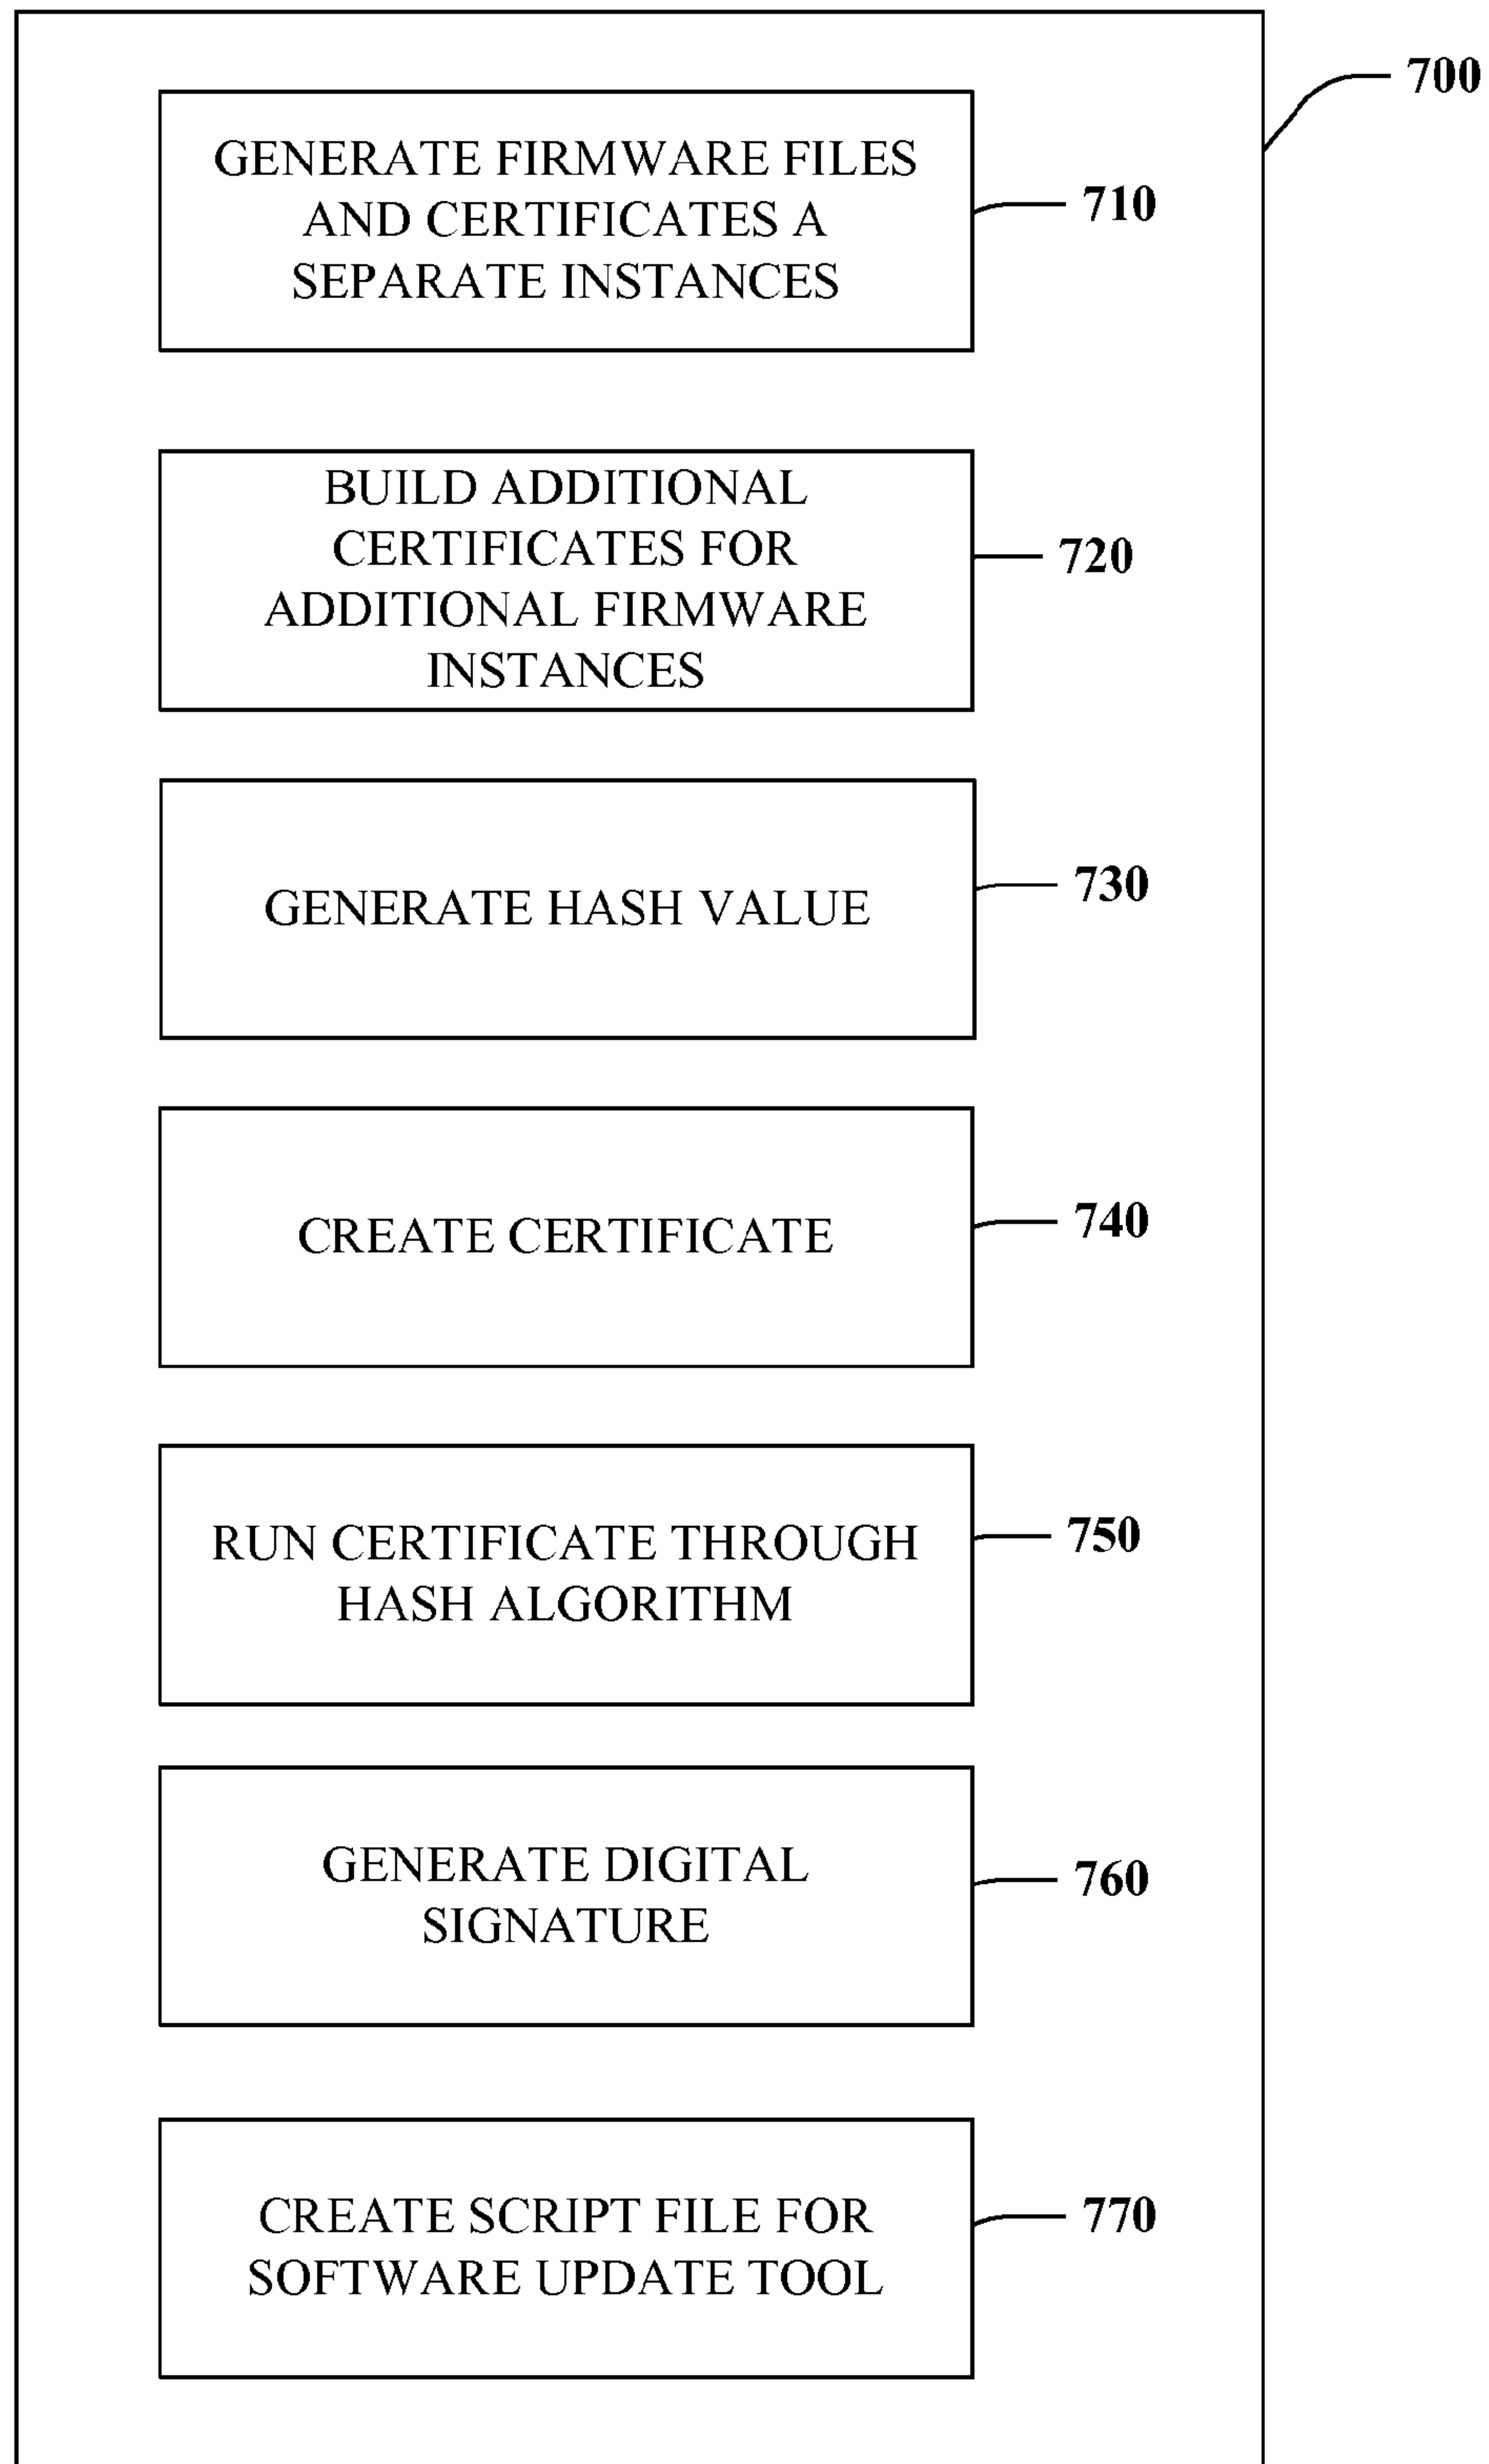 700
GENERATE FIRMWARE FILES
AND CERTIFICATES A
SEPARATE INSTANCES
710
BUILD ADDITIONAL
CERTIFICATES FOR
ADDITIONAL FIRMWARE
INSTANCES
720
GENERATE HASH VALUE
730
CREATE CERTIFICATE
740
RUN CERTIFICATE THROUGH
HASH ALGORITHM
750
GENERATE DIGITAL
SIGNATURE
760
CREATE SCRIPT FILE FOR
SOFTWARE UPDATE TOOL
770